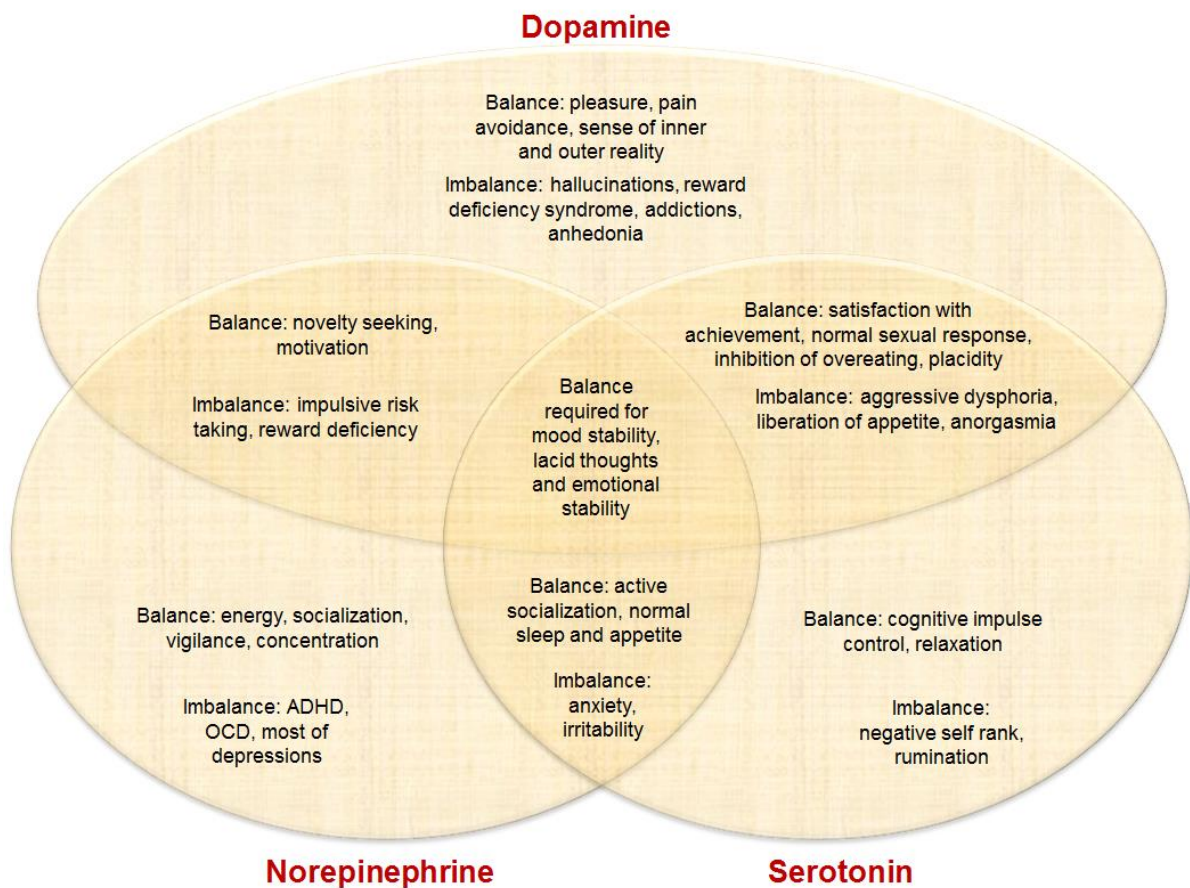 Dopamine
Balance: pleasure, pain
avoidance, sense of inner
and outer reality
Imbalance: hallucinations, reward
deficiency syndrome, addictions,
anhedonia
Balance: novelty seeking,
motivation
Imbalance: impulsive risk
taking, reward deficiency
Balance: satisfaction with
achievement, normal sexual response,
inhibition of overeating, placidity
Imbalance: aggressive dysphoria,
liberation of appetite, anorgasmia
Balance
required for
mood stability,
lacid thoughts
and emotional
stability
Balance: energy, socialization,
vigilance, concentration
Imbalance: ADHD,
OCD, most of
depressions
Balance: active
socialization, normal
sleep and appetite
Imbalance:
anxiety,
irritability
Balance: cognitive impulse
control, relaxation
Imbalance:
negative self rank,
rumination
Norepinephrine
Serotonin